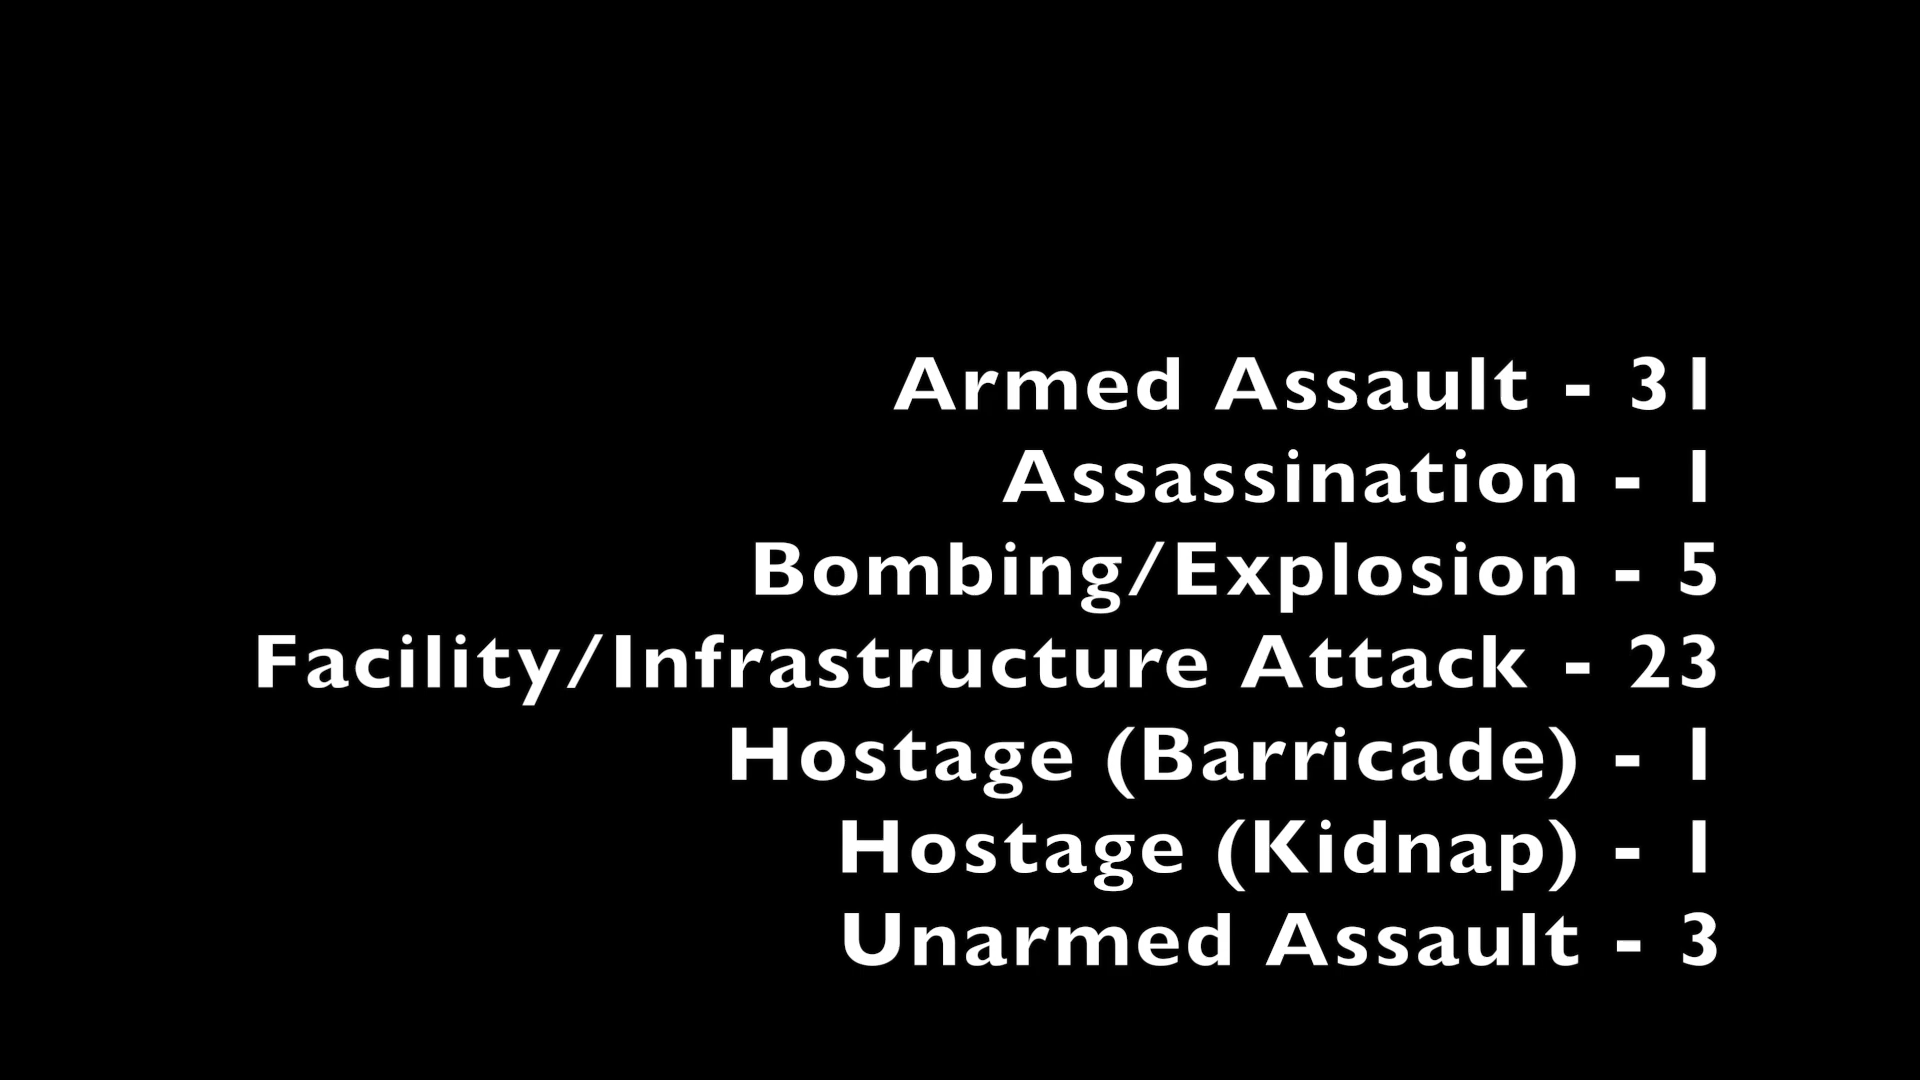 Armed Assault - 31
Assassination - 1
Bombing/Explosion - 5
Facility/Infrastructure Attack - 23
Hostage (Barricade) - 1
Hostage (Kidnap) - 1
Unarmed Assault - 3